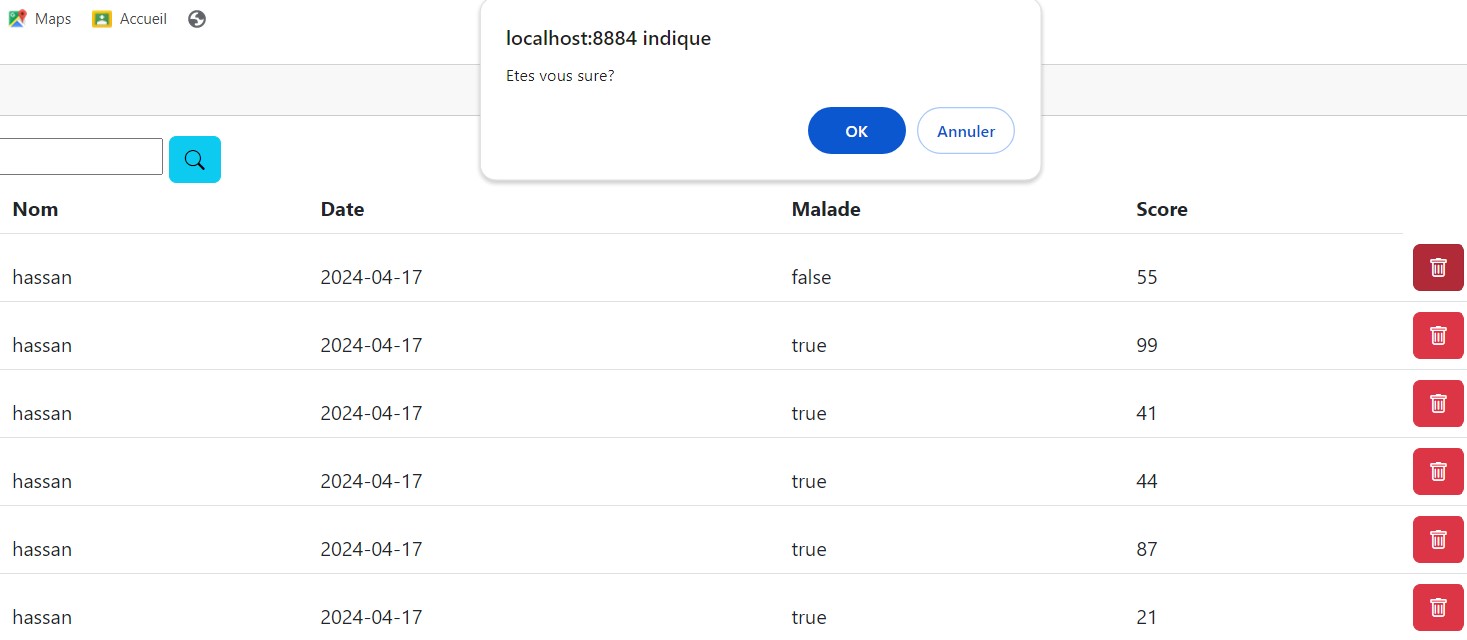 Maps Accueil
localhost:8884 indique
Etes vous sure?
OK Annuler
Nom Date Malade Score
hassan 2024-04-17 false 55
hassan 2024-04-17 true 99
hassan 2024-04-17 true 41
hassan 2024-04-17 true 44
hassan 2024-04-17 true 87
hassan 2024-04-17 true 21